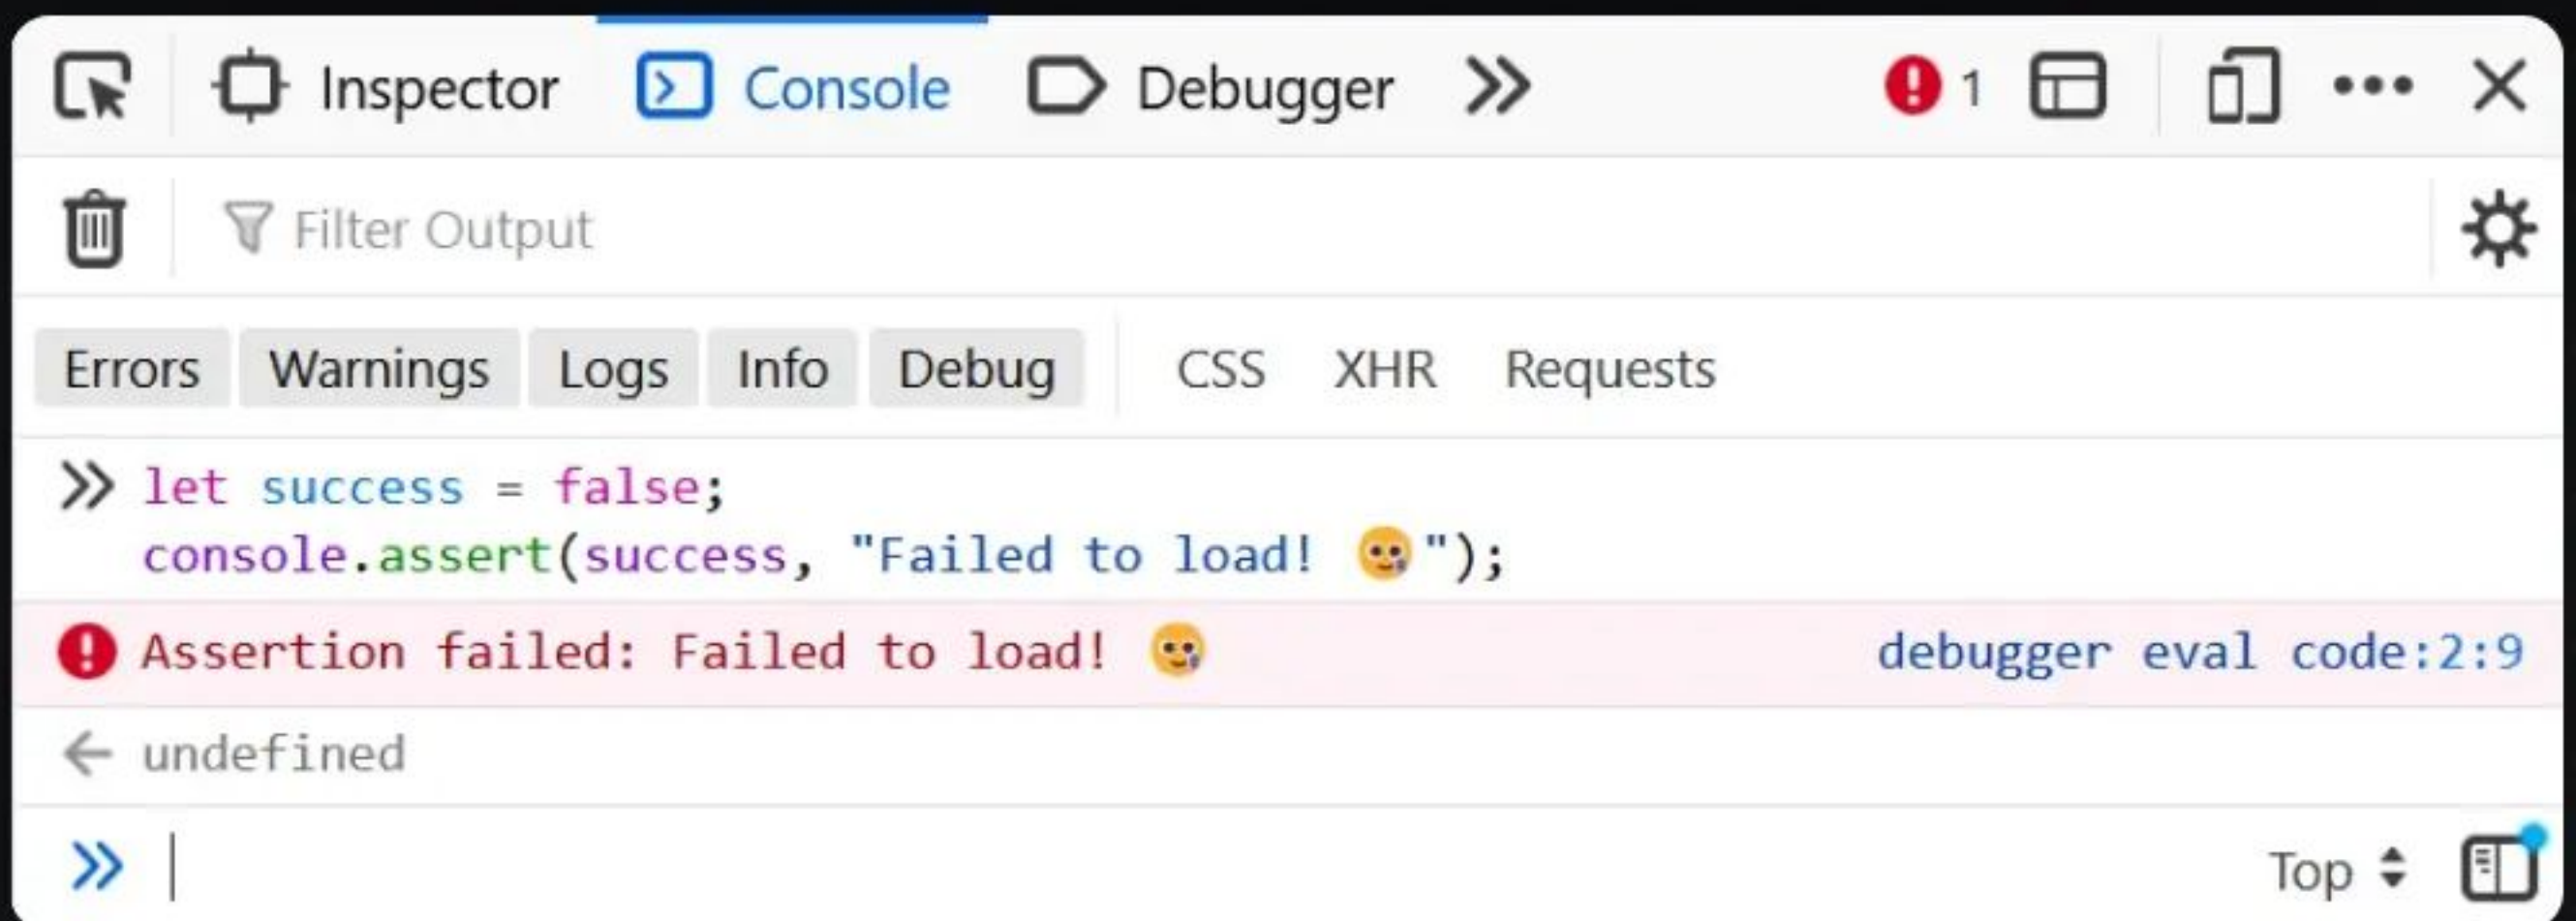 Inspector Console Debugger 1
Filter Output
Errors Warnings Logs Info Debug CSS XHR Requests
let success = false;
console.assert(success, "Failed to load! 🥲");
Assertion failed: Failed to load! 🥲 debugger eval code:2:9
undefined
Top